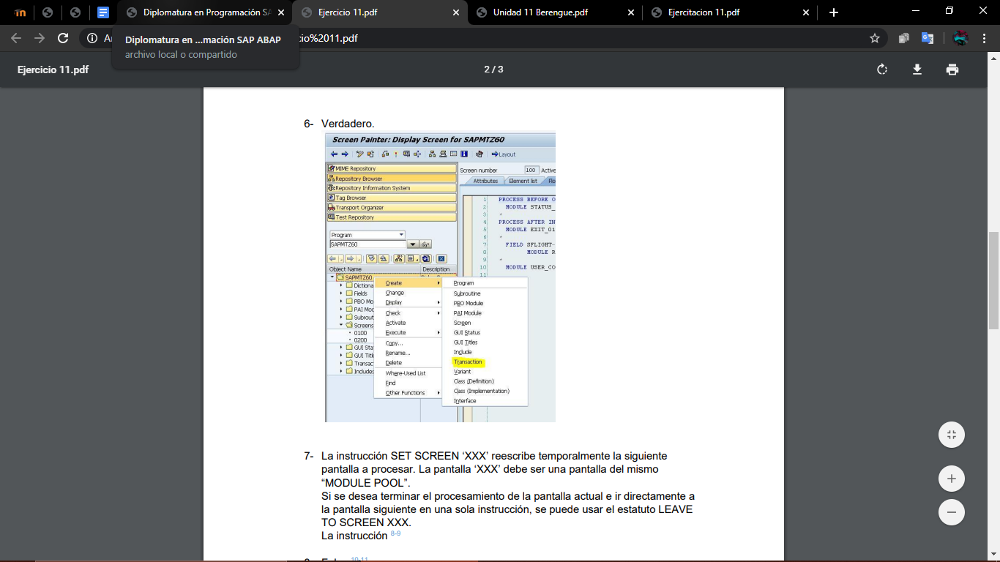 Diplomatura en Programación SA
Ejercicio 11.pdf
Unidad 11 Berengue.pdf
Ejercitacion 11.pdf
cio%2011.pdf
Diplomatura en ...mación SAP ABAP
archivo local o compartido
Ejercicio 11.pdf
2 / 3
6- Verdadero.
Screen Painter: Display Screen for SAPMTZ60
Layout
MIME Repository
Repository Browser
Repository Information System
Tag Browser
Transport Organizer
Test Repository
Screen number 100 Active
Attributes Element list Flo
Program
SAPMTZ60
Object Name Description
SAPMTZ60
Dictiona
Fields
PBO Mo
PAI Moc
Subrout
Screens
0100
0200
GUI Sta
GUI Titl
Transac
Includes
Create
Change
Display
Check
Activate
Execute
Copy...
Rename...
Delete
Where-Used List
Find
Other Functions
Program
Subroutine
PBO Module
PAI Module
Screen
GUI Status
GUI Titles
Include
Transaction
Variant
Class (Definition)
Class (Implementation)
Interface
1 PROCESS BEFORE O
2 MODULE STATUS_
3 *
4 PROCESS AFTER IN
5 MODULE EXIT_01
6 *
7 FIELD SFLIGHT-
8 MODULE R
9 *
10 MODULE USER_CO
11
7- La instrucción SET SCREEN ‘XXX’ reescribe temporalmente la siguiente
pantalla a procesar. La pantalla ‘XXX’ debe ser una pantalla del mismo
“MODULE POOL”.
Si se desea terminar el procesamiento de la pantalla actual e ir directamente a
la pantalla siguiente en una sola instrucción, se puede usar el estatuto LEAVE
TO SCREEN XXX.
La instrucción 8-9
10-11